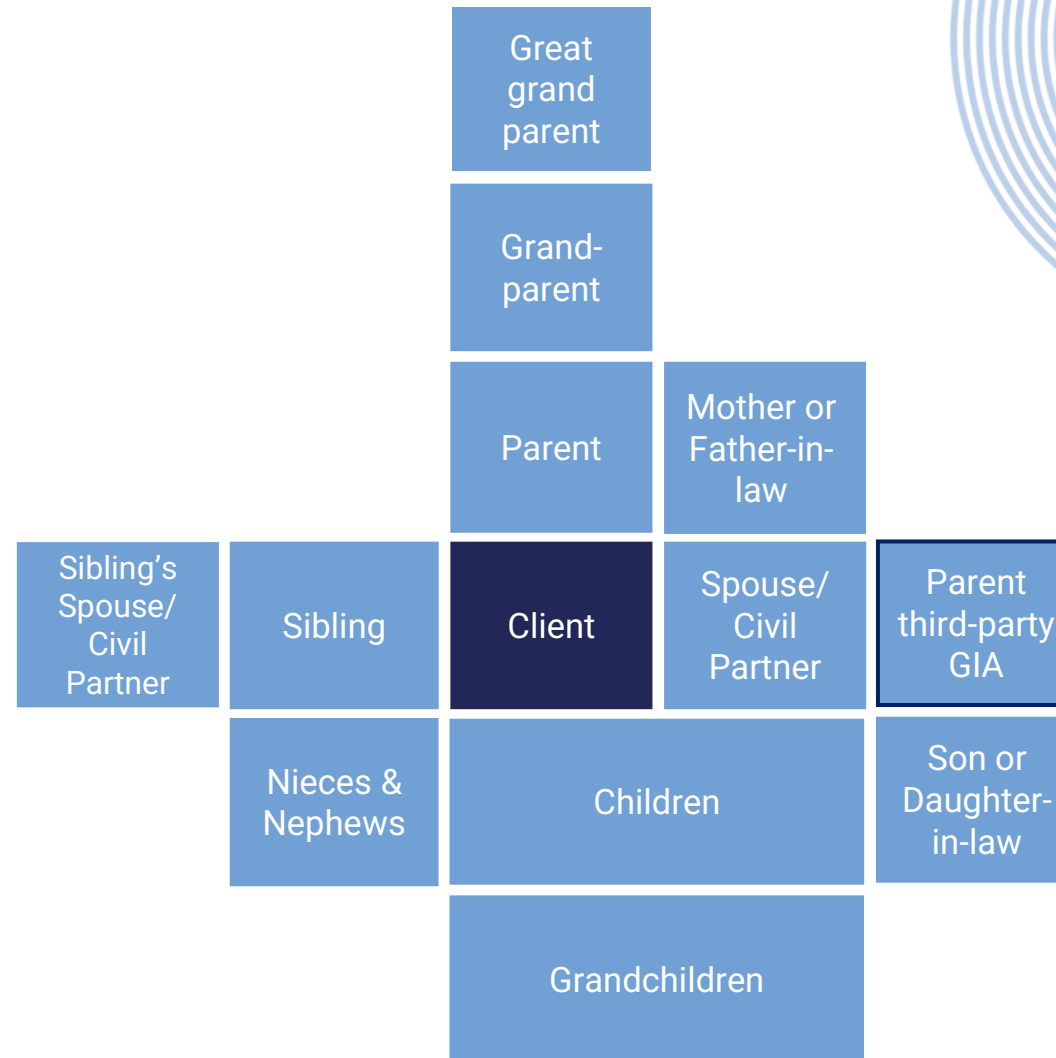 Great
grand
parent
Grand-
parent
Parent
Mother or
Father-in-
law
Sibling’s
Spouse/
Civil
Partner
Sibling
Client
Spouse/
Civil
Partner
Parent
third-party
GIA
Nieces &
Nephews
Children
Son or
Daughter-
in-law
Grandchildren